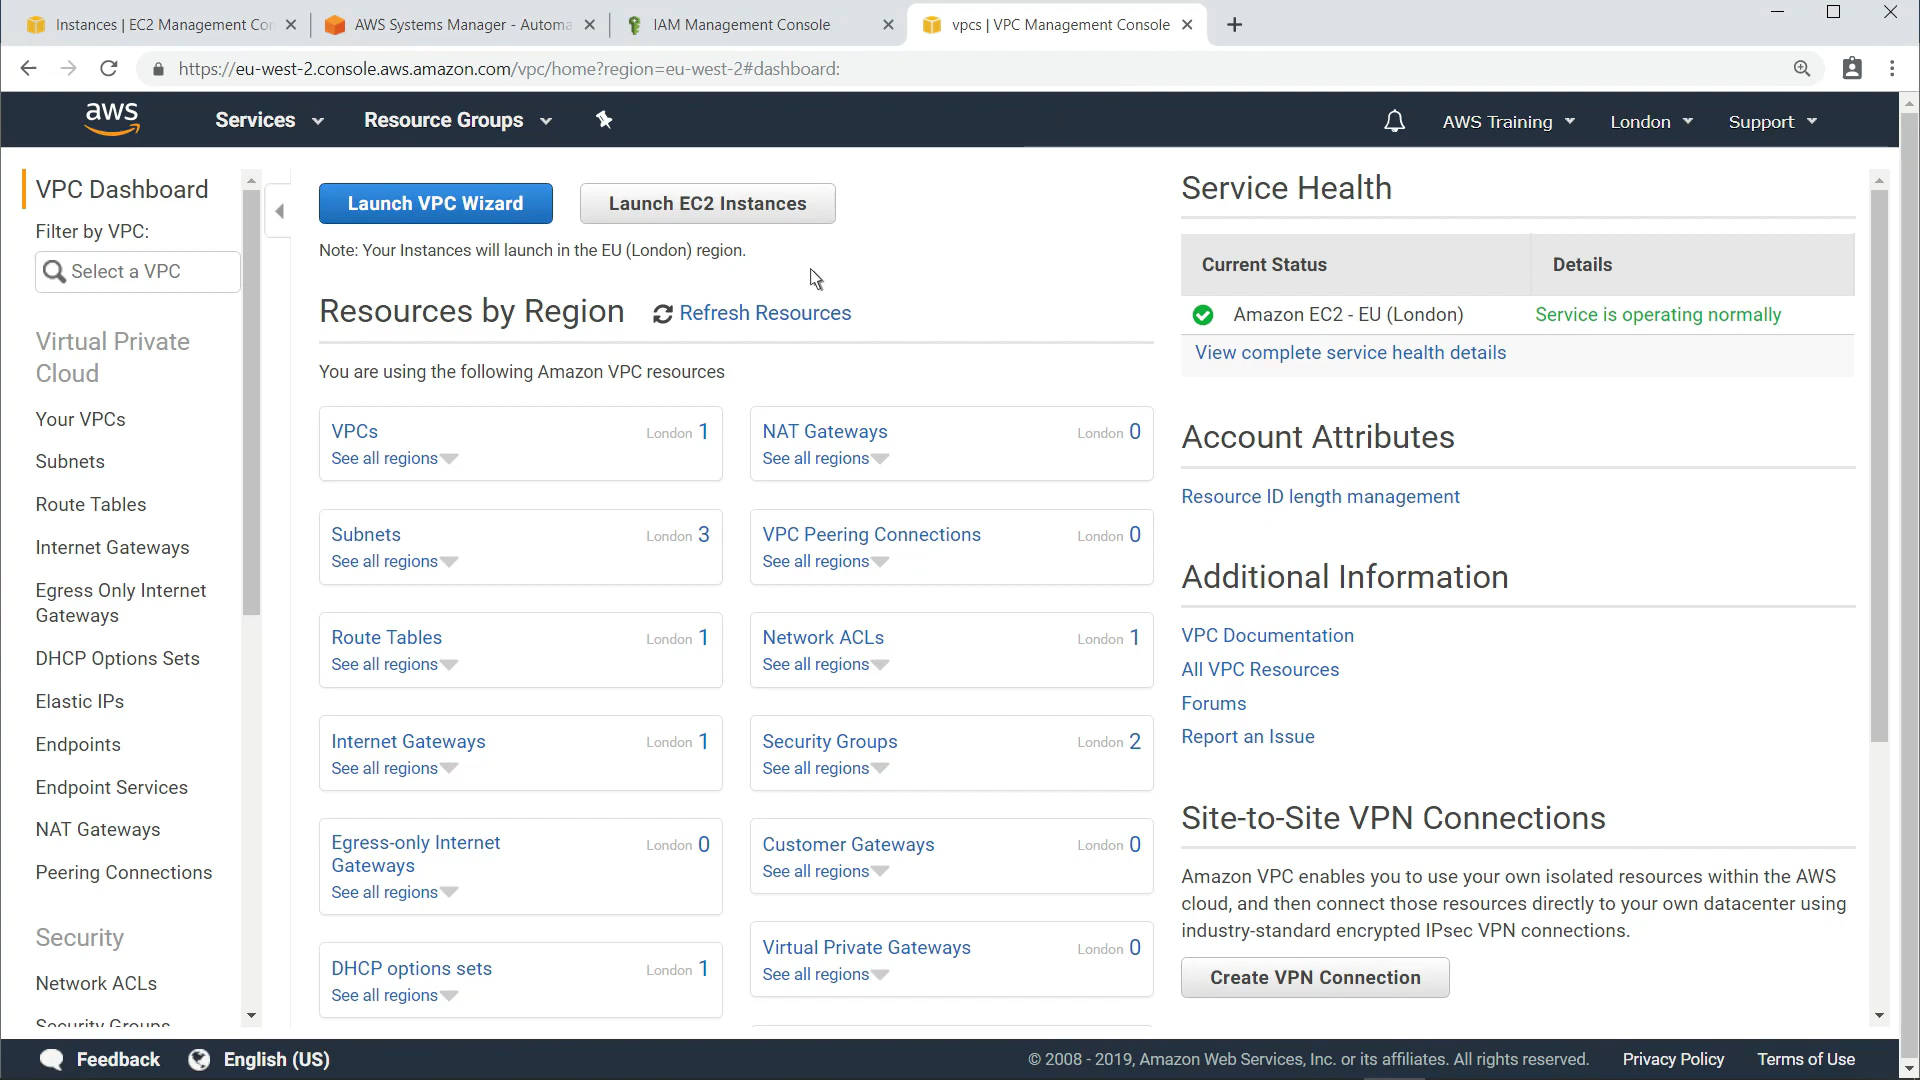 Instances | EC2 Management Con
AWS Systems Manager - Automa
IAM Management Console
vpcs | VPC Management Console
https://eu-west-2.console.aws.amazon.com/vpc/home?region=eu-west-2#dashboard:
aws
Services
Resource Groups
AWS Training
London
Support
VPC Dashboard
Filter by VPC:
Select a VPC
Virtual Private
Cloud
Your VPCs
Subnets
Route Tables
Internet Gateways
Egress Only Internet
Gateways
DHCP Options Sets
Elastic IPs
Endpoints
Endpoint Services
NAT Gateways
Peering Connections
Security
Network ACLs
Security Groups
Launch VPC Wizard
Launch EC2 Instances
Note: Your Instances will launch in the EU (London) region.
Resources by Region
Refresh Resources
You are using the following Amazon VPC resources
VPCs London 1
See all regions
NAT Gateways London 0
See all regions
Subnets London 3
See all regions
VPC Peering Connections London 0
See all regions
Route Tables London 1
See all regions
Network ACLs London 1
See all regions
Internet Gateways London 1
See all regions
Security Groups London 2
See all regions
Egress-only Internet London 0
Gateways
See all regions
Customer Gateways London 0
See all regions
DHCP options sets London 1
See all regions
Virtual Private Gateways London 0
See all regions
Service Health
Current Status Details
Amazon EC2 - EU (London) Service is operating normally
View complete service health details
Account Attributes
Resource ID length management
Additional Information
VPC Documentation
All VPC Resources
Forums
Report an Issue
Site-to-Site VPN Connections
Amazon VPC enables you to use your own isolated resources within the AWS
cloud, and then connect those resources directly to your own datacenter using
industry-standard encrypted IPsec VPN connections.
Create VPN Connection
Feedback
English (US)
© 2008 - 2019, Amazon Web Services, Inc. or its affiliates. All rights reserved.
Privacy Policy
Terms of Use